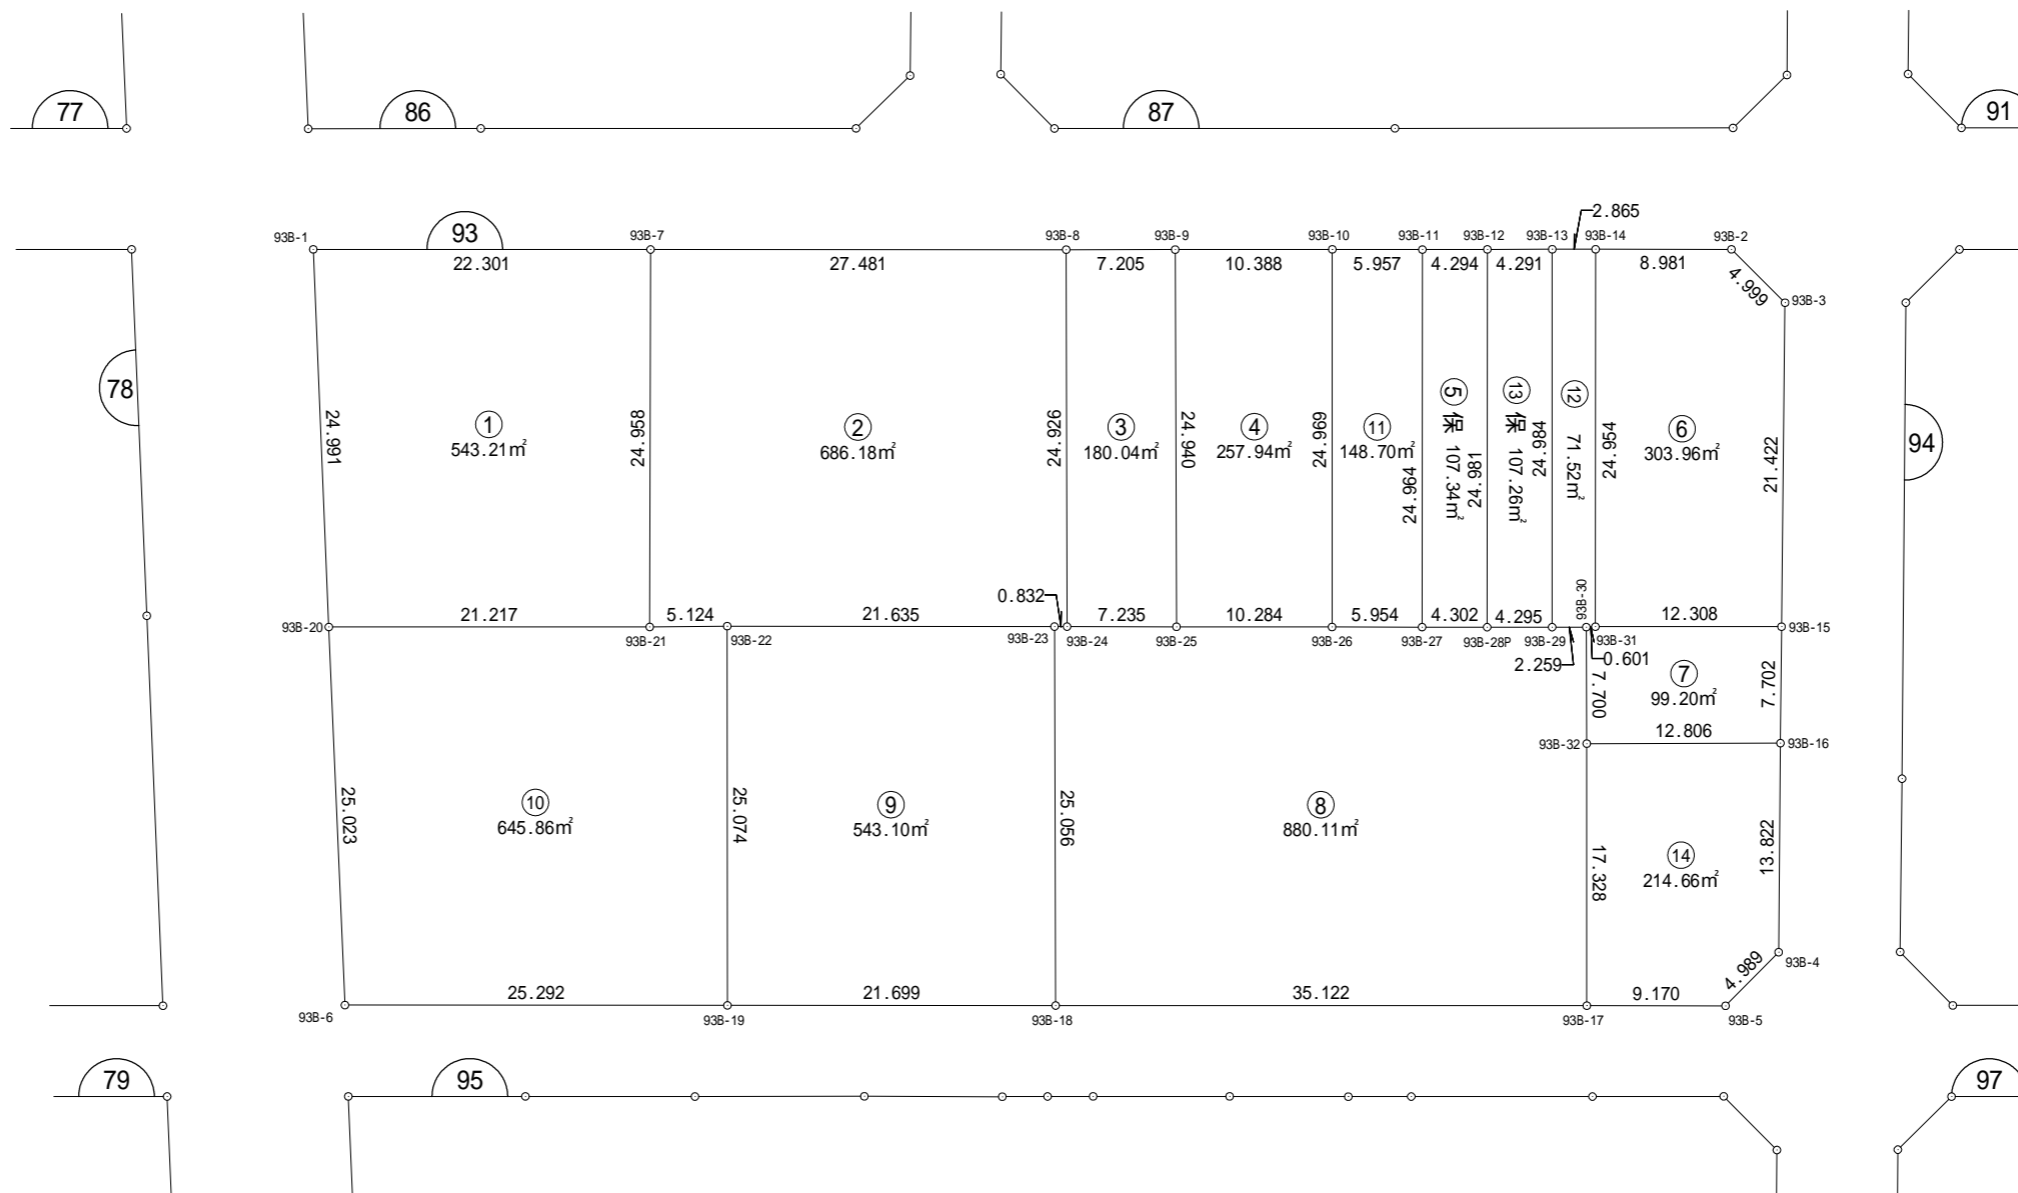 77
86
87
91
93B-1
93
93B-7
93B-8
93B-9
93B-10
93B-11
93B-12
93B-13
93B-14
2.865
93B-2
22.301
27.481
7.205
10.388
5.957
4.294
4.291
8.981
4.999
93B-3
78
94
24.991
①
543.21㎡
24.958
②
686.18㎡
24.926
③
180.04㎡
24.940
④
257.94㎡
24.969
⑪
148.70㎡
24.964
⑤ 保 107.34㎡
24.981
⑬ 保 107.26㎡
24.984
⑫ 71.52㎡
24.954
⑥
303.96㎡
21.422
93B-20
21.217
93B-21
5.124
93B-22
21.635
0.832
93B-23
93B-24
7.235
93B-25
10.284
93B-26
5.954
93B-27
4.302
93B-28P
4.295
93B-29
2.259
93B-30
93B-31
0.601
12.308
93B-15
7.700
⑦
99.20㎡
7.702
93B-32
12.806
93B-16
25.023
⑩
645.86㎡
25.074
⑨
543.10㎡
25.056
⑧
880.11㎡
17.328
⑭
214.66㎡
13.822
93B-4
4.989
93B-6
25.292
93B-19
21.699
93B-18
35.122
93B-17
9.170
93B-5
79
95
97